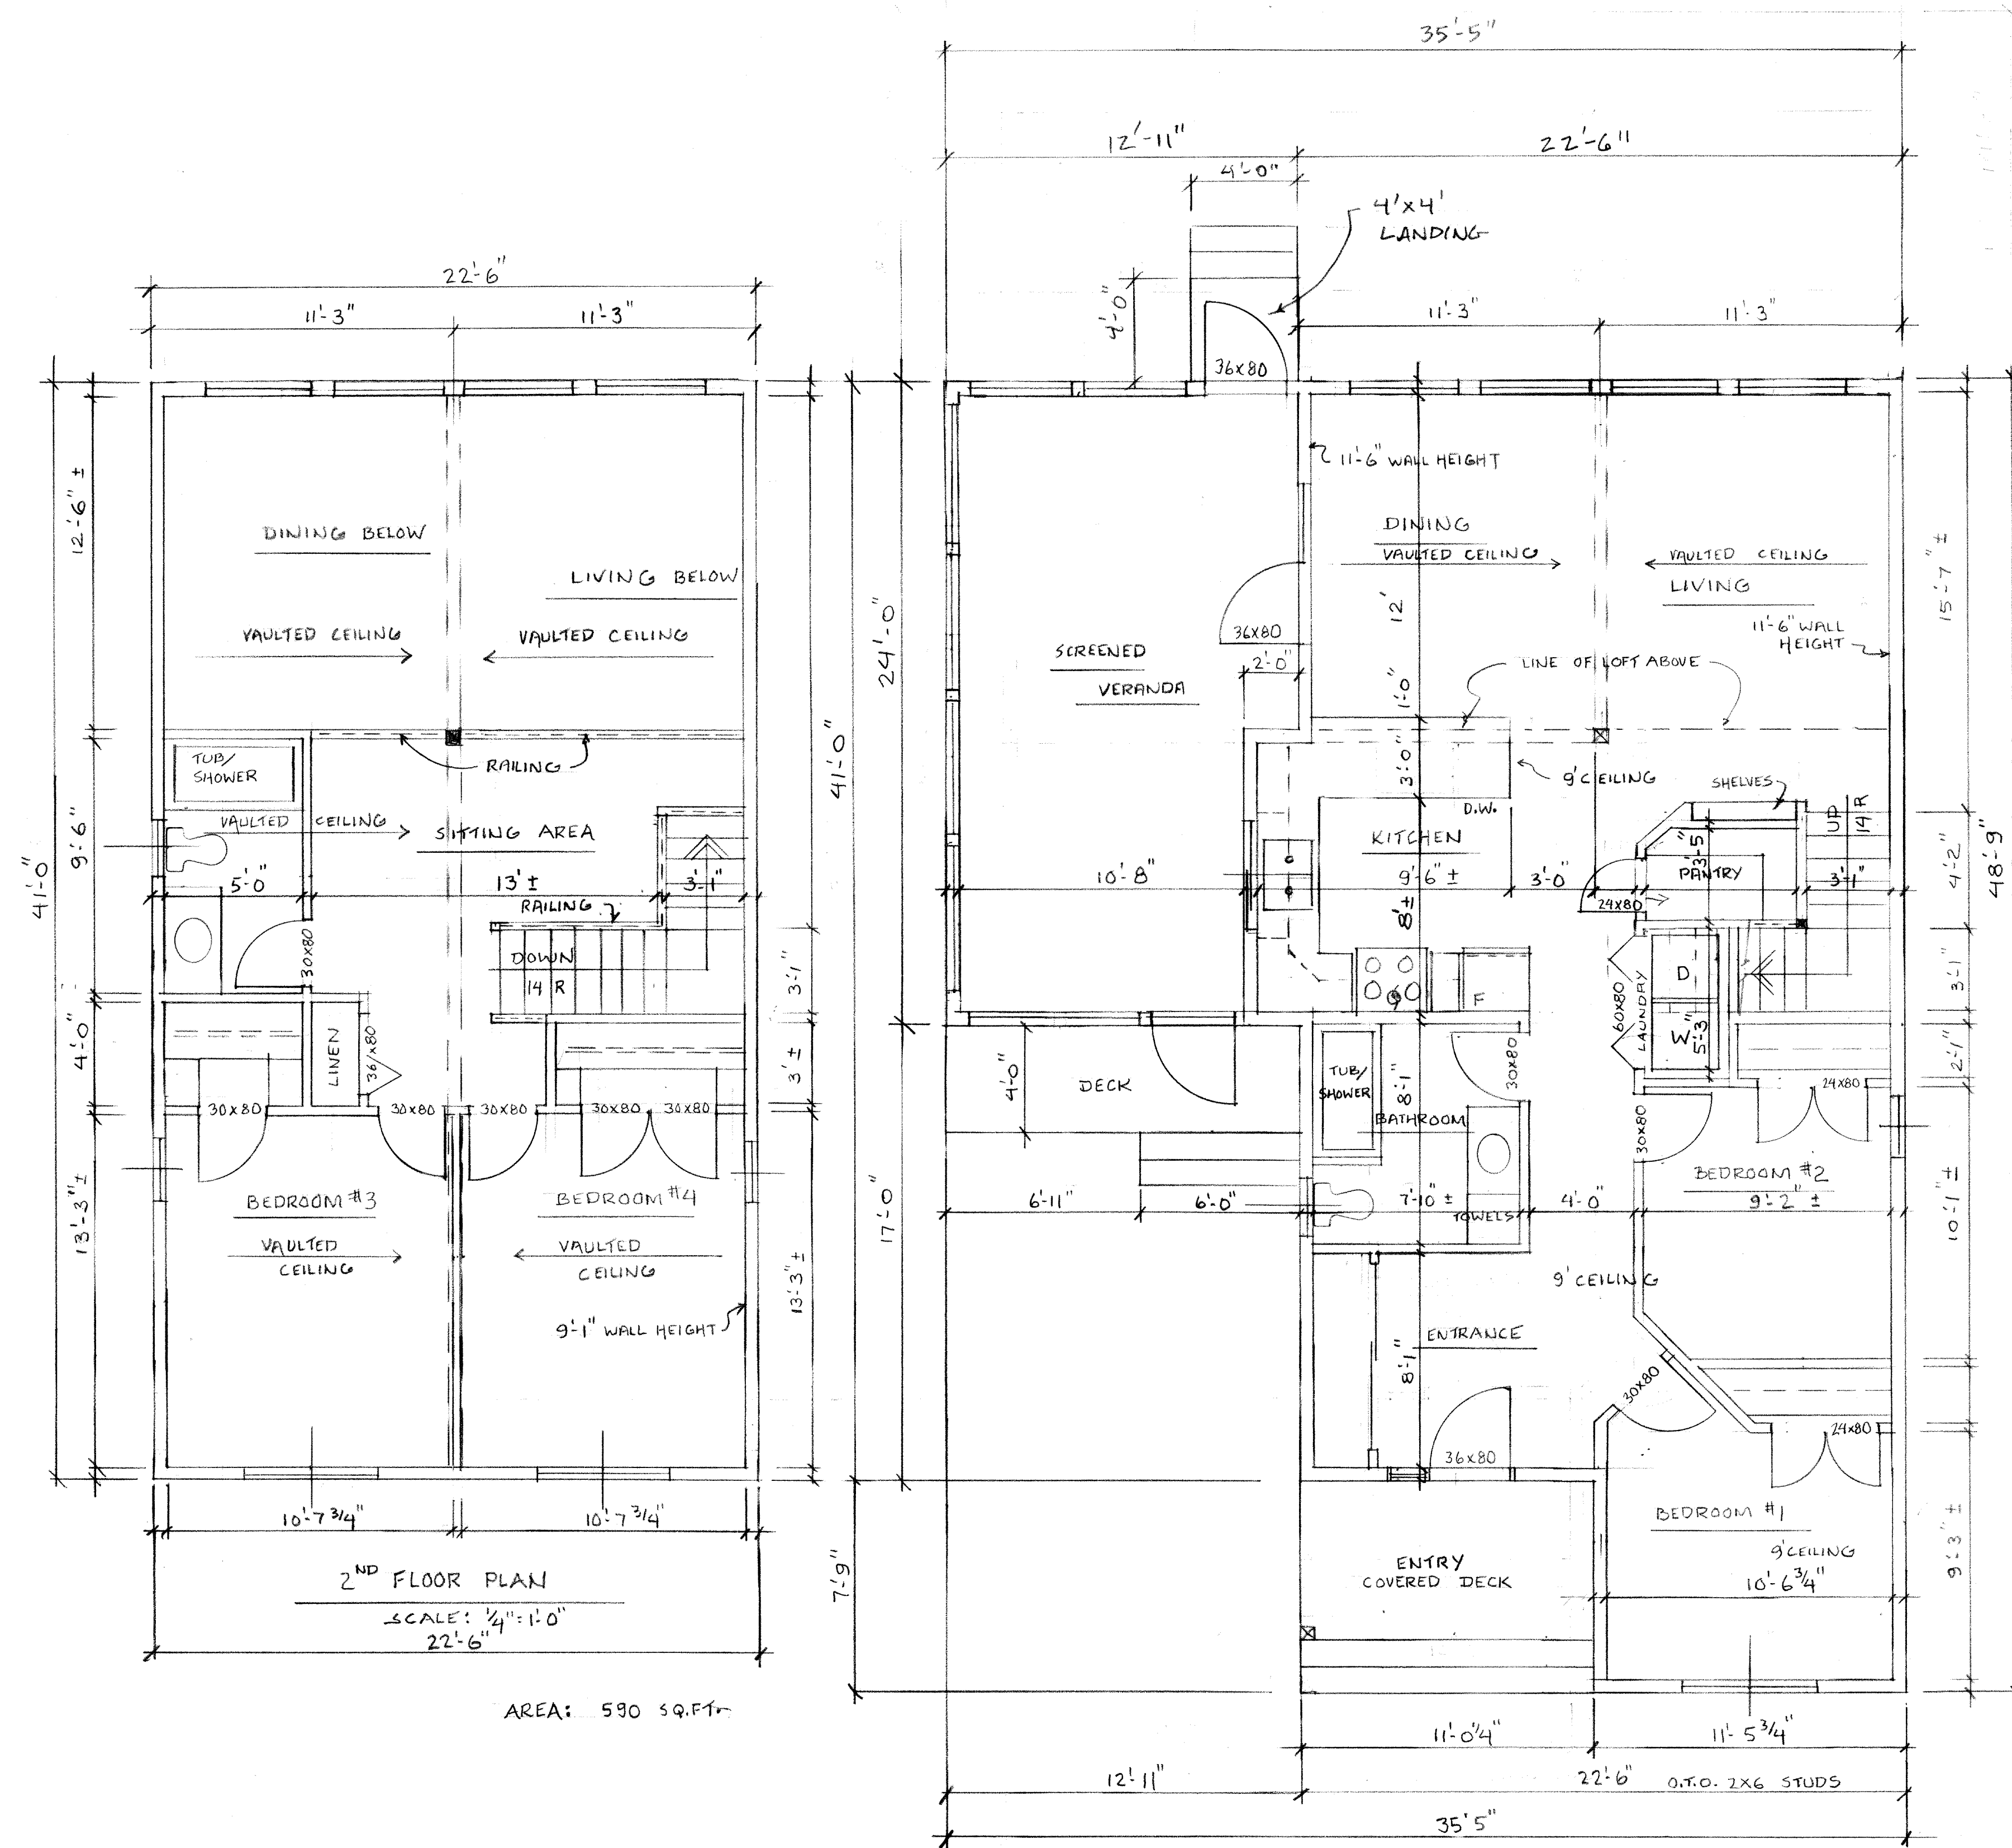 35'-5"
12'-11"
22'-6"
4'-0"
4'x4'
LANDING
22'-6"
11'-3"
11'-3"
4'-0"
11'-3"
11'-3"
36x80
12'-6" ±
9'-6"
4'-0"
13'-3"±
41'-0"
DINING BELOW
LIVING BELOW
VAULTED CEILING
VAULTED CEILING
TUB/
SHOWER
RAILING
VAULTED CEILING
SITTING AREA
5'-0"
13' ±
3'-1"
RAILING
30x80
DOWN
14 R
LINEN
36/x80
30x80
30x80
30x80
30x80
30x80
3'-1"
3' ±
13'-3" ±
BEDROOM #3
BEDROOM #4
VAULTED
CEILING
VAULTED
CEILING
9'-1" WALL HEIGHT
10'-7 3/4"
10'-7 3/4"
2ND FLOOR PLAN
SCALE: 1/4"=1'-0"
22'-6"
AREA: 590 SQ.FT.
41'-0"
24'-0"
17'-0"
7'-9"
11'-6" WALL HEIGHT
DINING
VAULTED CEILING
VAULTED CEILING
LIVING
11'-6" WALL
HEIGHT
12'
36x80
2'-0"
SCREENED
VERANDA
LINE OF LOFT ABOVE
1'-0"
3'-0"
9' CEILING
SHELVES
D.W.
KITCHEN
UP
14 R
3'-5"
PANTRY
10'-8"
9'-6" ±
3'-0"
3'-1"
24x80
8'±
F
D
W
LAUNDRY
60x80
5'-3"
15'-7" ±
4'-2"
3'-1"
2'-1"
10'-1" ±
9'-3" ±
48'-9"
4'-0"
DECK
TUB/
SHOWER
8'-1"
BATHROOM
30x80
30x80
24x80
BEDROOM #2
9'-2" ±
6'-11"
6'-0"
7'-10" ±
TOWELS
4'-0"
9' CEILING
ENTRANCE
8'-1"
30x80
24x80
36x80
BEDROOM #1
9' CEILING
10'-6 3/4"
ENTRY
COVERED DECK
11'-0 1/4"
11'-5 3/4"
12'-11"
22'-6" O.T.O. 2x6 STUDS
35'5"